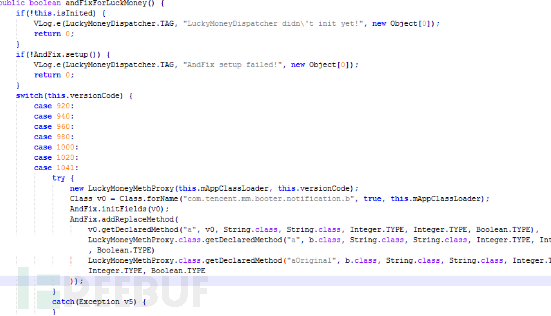 public boolean andFixForLuckMoney() {
if(!this.isInited) {
VLog.e(LuckyMoneyDispatcher.TAG, "LuckyMoneyDispatcher didn\'t init yet!", new Object[0]);
return 0;
}
if(!AndFix.setup()) {
VLog.e(LuckyMoneyDispatcher.TAG, "AndFix setup failed!", new Object[0]);
return 0;
}
switch(this.versionCode) {
case 920:
case 940:
case 960:
case 980:
case 1000:
case 1020:
case 1041:
try {
new LuckyMoneyMethProxy(this.mAppClassLoader, this.versionCode);
Class v0 = Class.forName("com.tencent.mm.booter.notification.b", true, this.mAppClassLoader);
AndFix.initFields(v0);
AndFix.addReplaceMethod(
v0.getDeclaredMethod("a", v0, String.class, String.class, Integer.TYPE, Integer.TYPE, Boolean.TYPE),
LuckyMoneyMethProxy.class.getDeclaredMethod("a", b.class, String.class, String.class, Integer.TYPE, Int
, Boolean.TYPE)
LuckyMoneyMethProxy.class.getDeclaredMethod("aOriginal", b.class, String.class, String.class, Integer.T
Integer.TYPE, Boolean.TYPE
));
}
catch(Exception v5) {
}
REEBUF